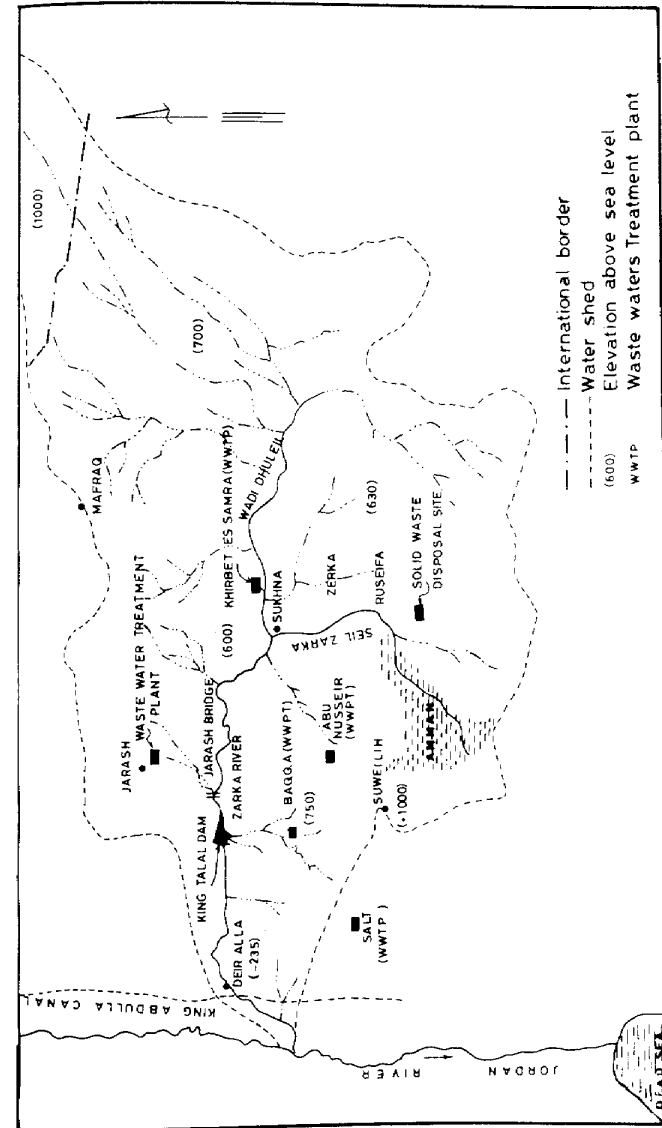 (1000)
MAFRAQ
(700)
JARASH
WASTE WATER TREATMENT
PLANT
KHIRBET ES SAMRA (WWTP)
WADI DHULEIL
(600)
JARASH BRIDGE
ZARKA RIVER
KING TALAL DAM
SUKHNA
DEIR ALLA
(-235)
KING ABDULLA CANAL
BAQQ.A (WWPT)
(750)
ABU
NUSSEIR
(WWPT)
SEIL ZARKA
ZERKA
(630)
RUSEIFA
SOLID WASTE
DISPOSAL SITE
SUWEILIH
(+1000)
AMMAN
SALT
(WWTP)
JORDAN
RIVER
DEAD SEA
International border
Water shed
(600) Elevation above sea level
WWTP Waste waters Treatment plant